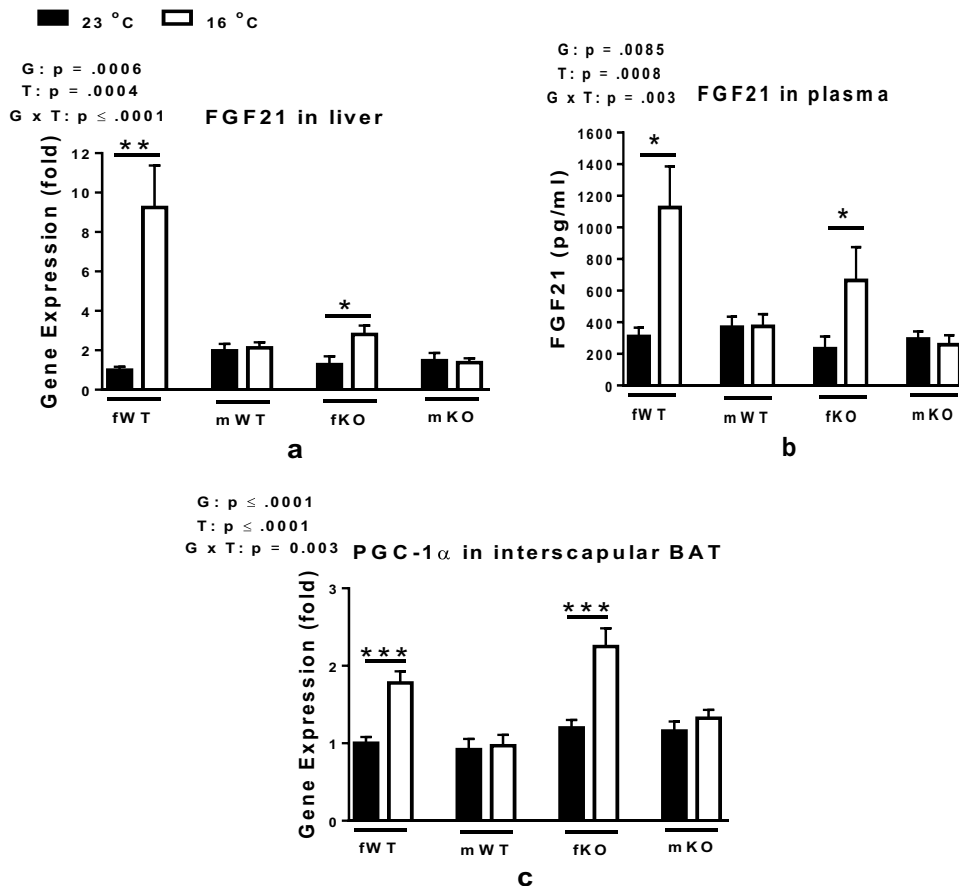 23 °C 16 °C
G: p = .0006
T: p = .0004
G x T: p ≤ .0001
FGF21 in liver
**
*
Gene Expression (fold)
12
10
8
6
4
2
0
fWT mWT fKO mKO
a
G: p = .0085
T: p = .0008
G x T: p = .003
FGF21 in plasma
*
*
FGF21 (pg/ml)
1600
1400
1200
1000
800
600
400
200
0
fWT mWT fKO mKO
b
G: p ≤ .0001
T: p ≤ .0001
G x T: p = 0.003
PGC-1α in interscapular BAT
***
***
Gene Expression (fold)
3
2
1
0
fWT mWT fKO mKO
c